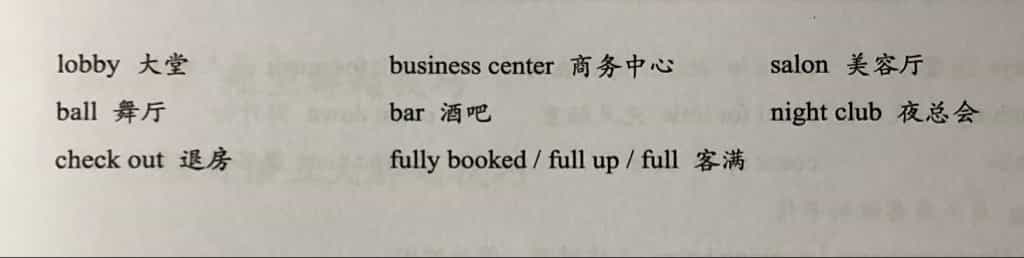 lobby 大堂 business center 商务中心 salon 美容厅
ball 舞厅 bar 酒吧 night club 夜总会
check out 退房 fully booked / full up / full 客满